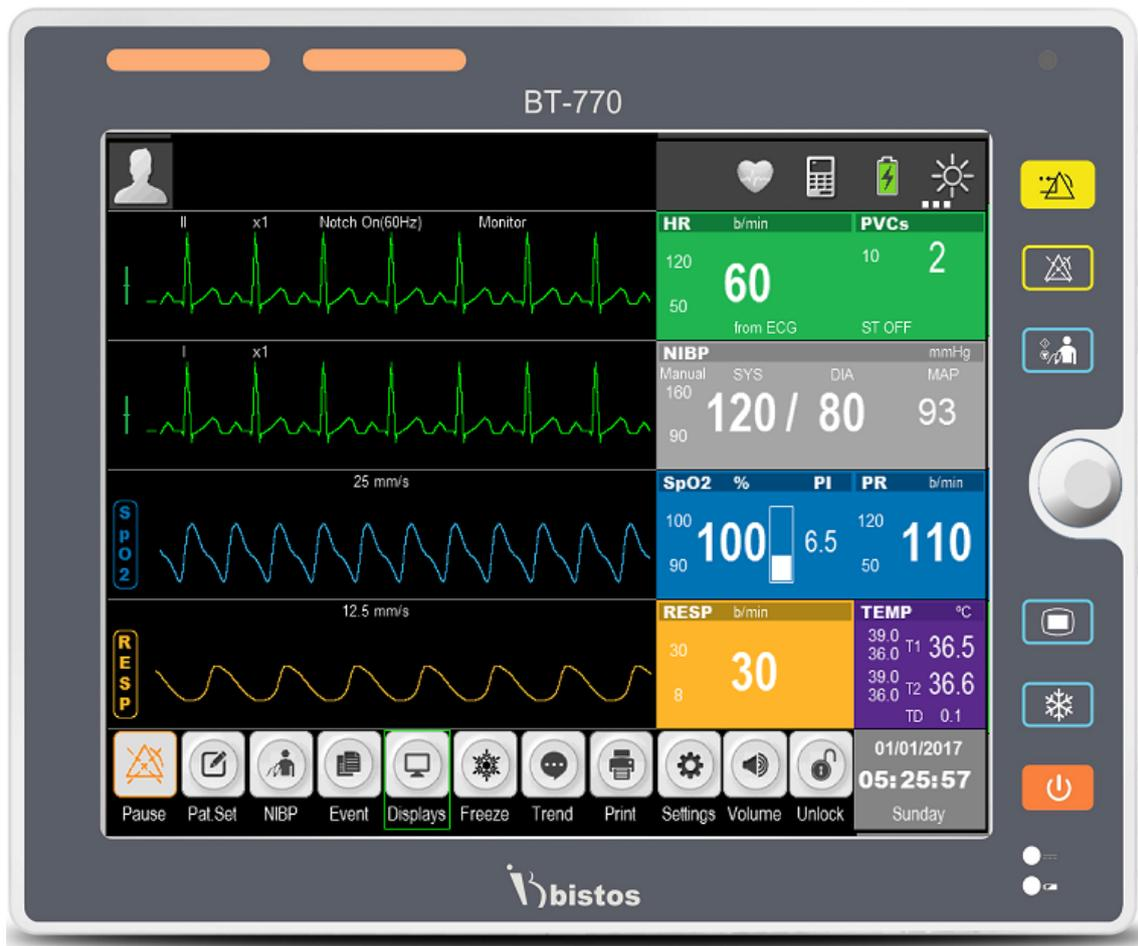 BT-770
II x1 Notch On(60Hz) Monitor
HR b/min PVCs
120 60 10 2
50
from ECG ST OFF
I x1
NIBP mmHg
Manual SYS DIA MAP
160 120 / 80 93
90
25 mm/s
SpO2
SpO2 % PI PR b/min
100 100 6.5 120 110
90 50
12.5 mm/s
RESP
RESP b/min
30 30
8
TEMP ºC
39.0 T1 36.5
36.0
39.0 T2 36.6
36.0
TD 0.1
Pause Pat.Set NIBP Event Displays Freeze Trend Print Settings Volume Unlock
01/01/2017
05:25:57
Sunday
bistos